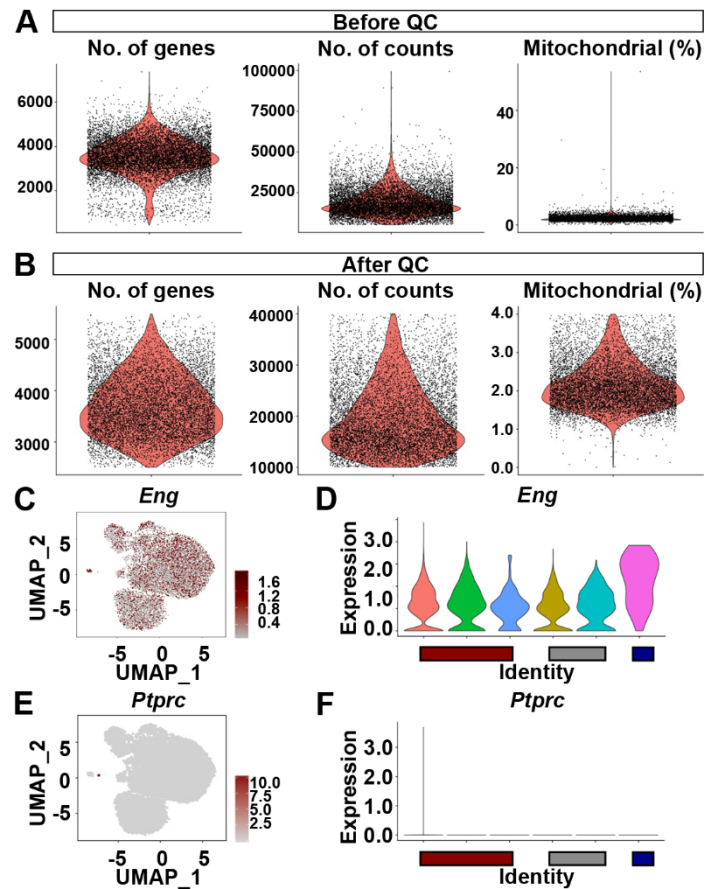 A
Before QC
No. of genes
No. of counts
Mitochondrial (%)
6000
4000
2000
100000
75000
50000
25000
0
40
20
0
B
After QC
No. of genes
No. of counts
Mitochondrial (%)
5000
4000
3000
40000
30000
20000
10000
4.0
3.0
2.0
1.0
0.0
C
Eng
UMAP_2
5
0
-5
-5
0
5
UMAP_1
1.6
1.2
0.8
0.4
D
Eng
Expression
3.0
2.0
1.0
0.0
Identity
E
Ptprc
UMAP_2
5
0
-5
-5
0
5
UMAP_1
10.0
7.5
5.0
2.5
F
Ptprc
Expression
3.0
2.0
1.0
0.0
Identity